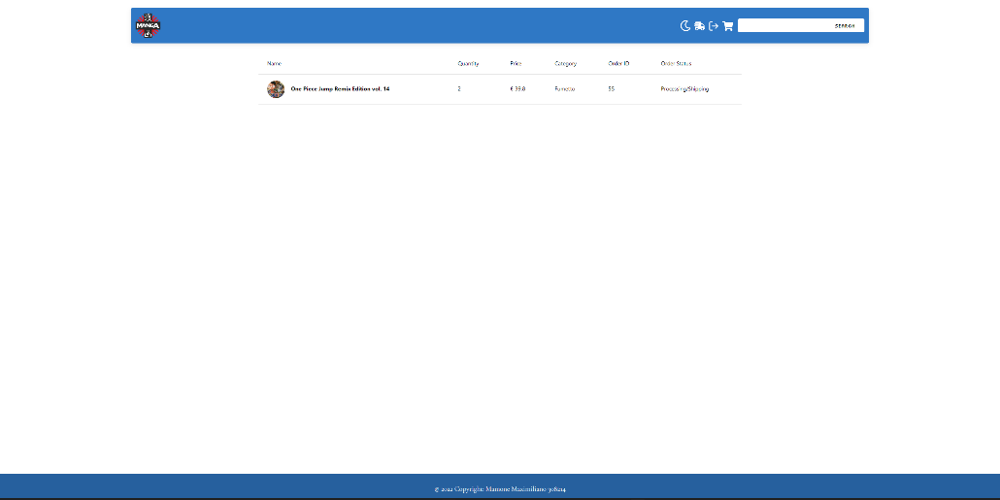 MANGA
SEARCH
Name Quantity Price Category Order ID Order Status
One Piece Jump Remix Edition vol. 14 2 € 39.8 Fumetto 55 Processing/Shipping
© 2022 Copyright: Mamone Maximiliano 308214